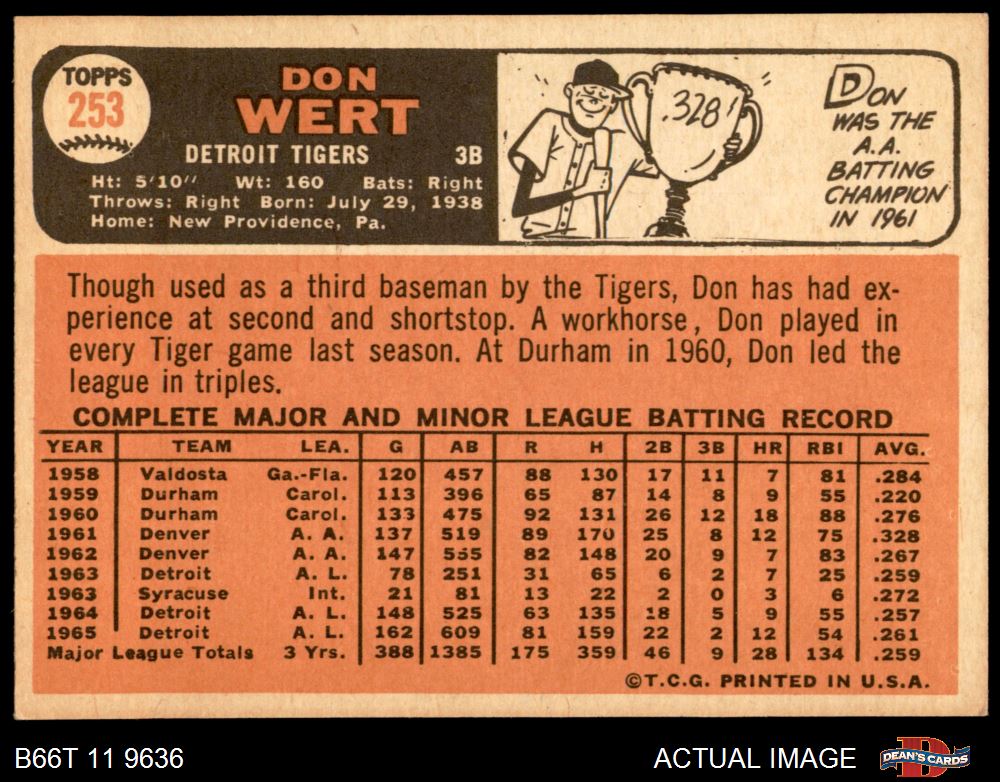 TOPPS
253
DON
WERT
DETROIT TIGERS 3B
Ht: 5'10" Wt: 160 Bats: Right
Throws: Right Born: July 29, 1938
Home: New Providence, Pa.
.328!
DON
WAS THE
A.A.
BATTING
CHAMPION
IN 1961
Though used as a third baseman by the Tigers, Don has had ex-
perience at second and shortstop. A workhorse, Don played in
every Tiger game last season. At Durham in 1960, Don led the
league in triples.
COMPLETE MAJOR AND MINOR LEAGUE BATTING RECORD
YEAR TEAM LEA. G AB R H 2B 3B HR RBI AVG.
1958 Valdosta Ga.-Fla. 120 457 88 130 17 11 7 81 .284
1959 Durham Carol. 113 396 65 87 14 8 9 55 .220
1960 Durham Carol. 133 475 92 131 26 12 18 88 .276
1961 Denver A. A. 137 519 89 170 25 8 12 75 .328
1962 Denver A. A. 147 555 82 148 20 9 7 83 .267
1963 Detroit A. L. 78 251 31 65 6 2 7 25 .259
1963 Syracuse Int. 21 81 13 22 2 0 3 6 .272
1964 Detroit A. L. 148 525 63 135 18 5 9 55 .257
1965 Detroit A. L. 162 609 81 159 22 2 12 54 .261
Major League Totals 3 Yrs. 388 1385 175 359 46 9 28 134 .259
©T.C.G. PRINTED IN U.S.A.
B66T 11 9636 ACTUAL IMAGE
DEAN'S CARDS